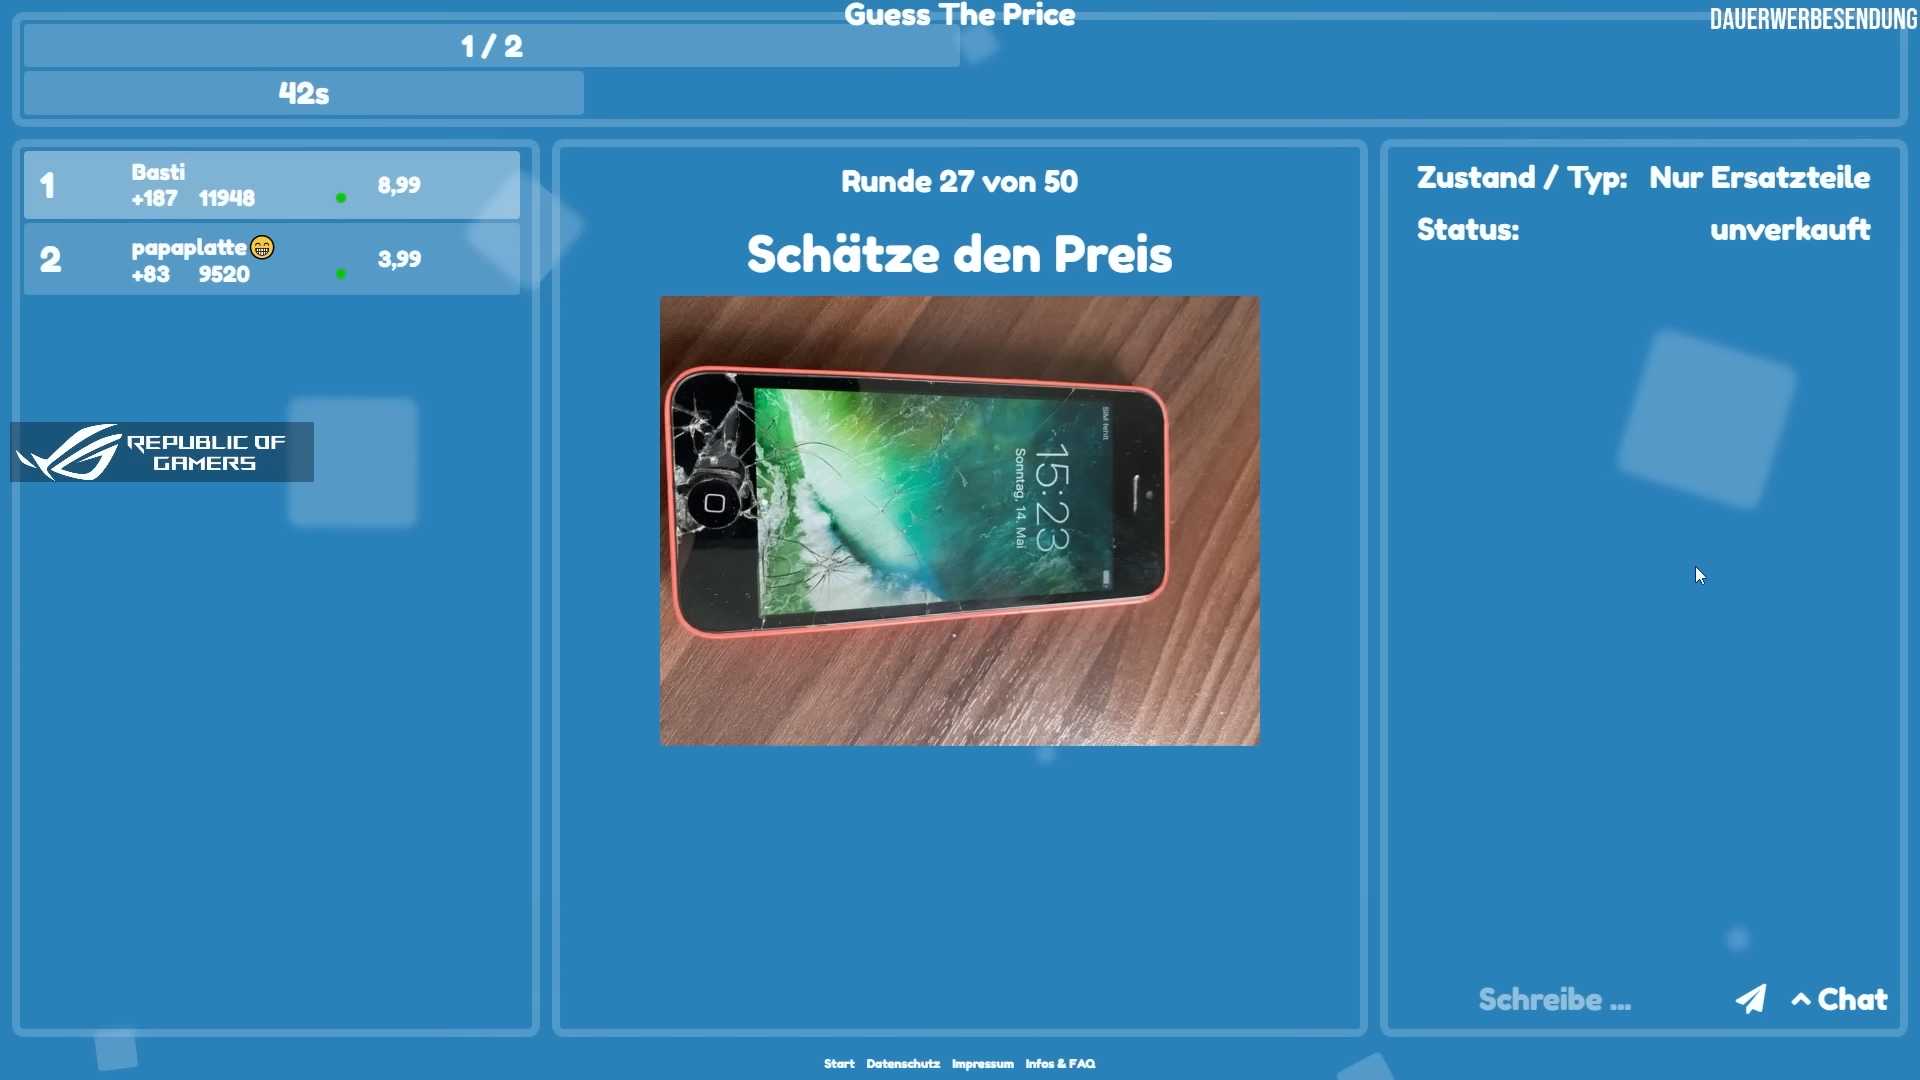 Guess The Price
DAUERWERBESENDUNG
1 / 2
42s
1
Basti
+187 11948
8,99
2
papaplatte😁
+83 9520
3,99
REPUBLIC OF
GAMERS
Runde 27 von 50
Schätze den Preis
SIM fehlt
15:23
Sonntag, 14. Mai
Zustand / Typ: Nur Ersatzteile
Status: unverkauft
Schreibe ...
Chat
Start Datenschutz Impressum Infos & FAQ